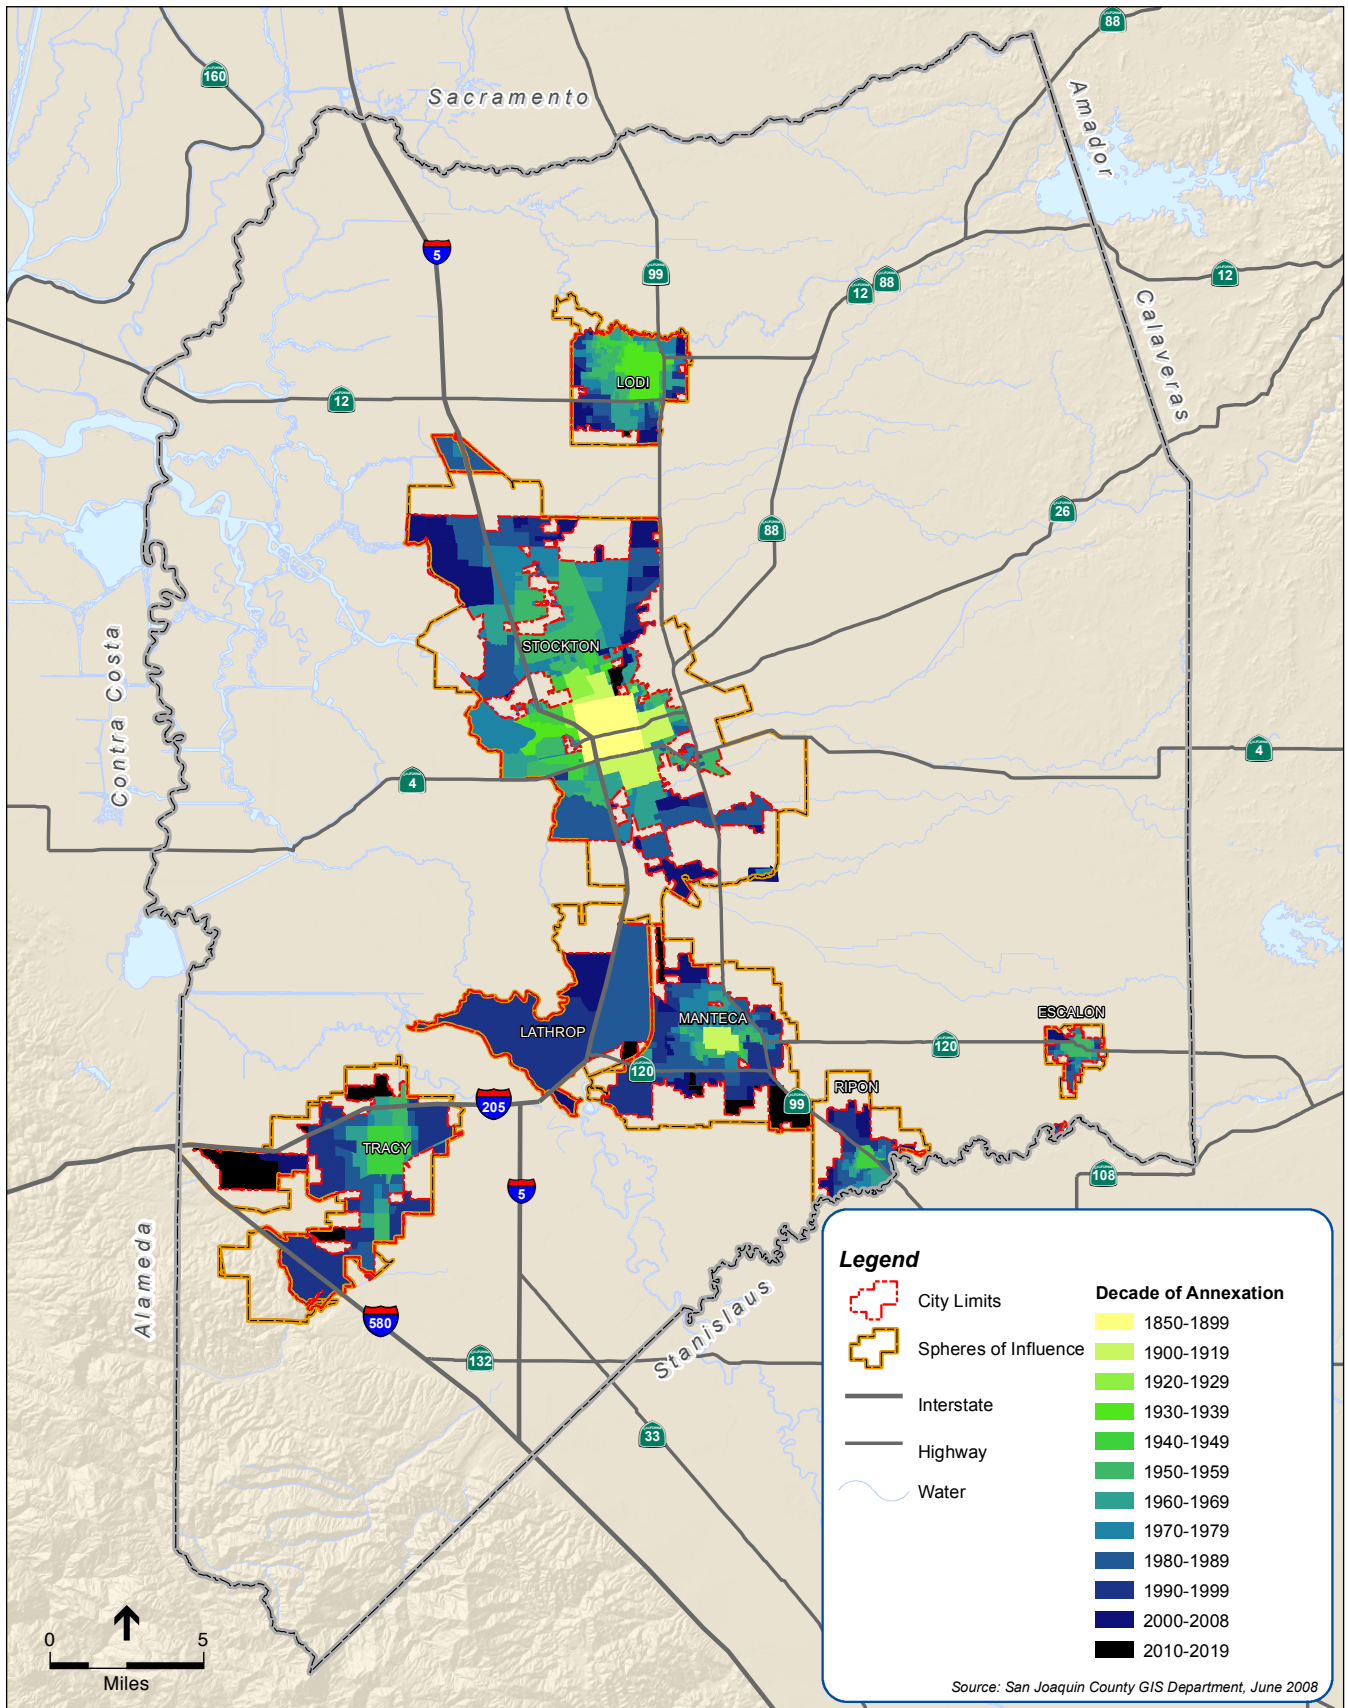 88
160
Sacramento
Amador
5
99
12
88
12
Calaveras
LODI
12
26
88
STOCKTON
Contra Costa
4
4
LATHROP
MANTECA
ESCALON
120
120
RIPON
99
205
TRACY
5
108
Alameda
580
Stanislaus
132
33
0 5
Miles
Legend
City Limits
Spheres of Influence
Interstate
Highway
Water
Decade of Annexation
1850-1899
1900-1919
1920-1929
1930-1939
1940-1949
1950-1959
1960-1969
1970-1979
1980-1989
1990-1999
2000-2008
2010-2019
Source: San Joaquin County GIS Department, June 2008